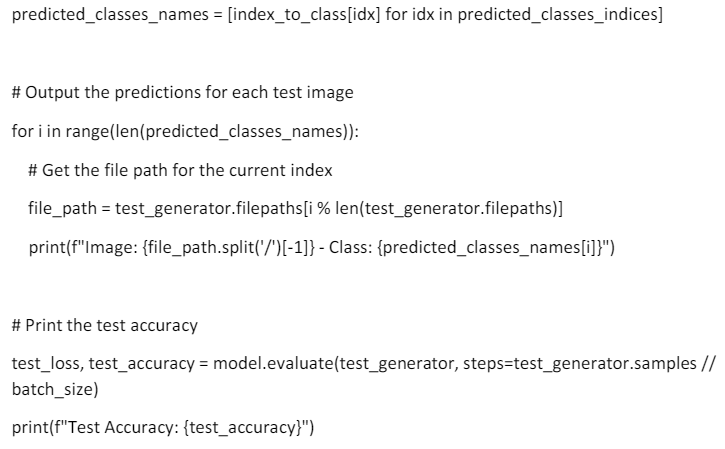 predicted_classes_names = [index_to_class[idx] for idx in predicted_classes_indices]
# Output the predictions for each test image
for i in range(len(predicted_classes_names)):
# Get the file path for the current index
file_path = test_generator.filepaths[i % len(test_generator.filepaths)]
print(f"Image: {file_path.split('/')[-1]} - Class: {predicted_classes_names[i]}")
# Print the test accuracy
test_loss, test_accuracy = model.evaluate(test_generator, steps=test_generator.samples //
batch_size)
print(f"Test Accuracy: {test_accuracy}")